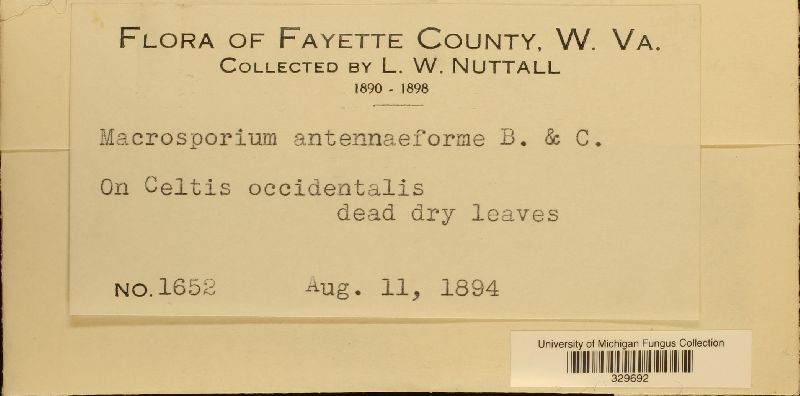 FLORA OF FAYETTE COUNTY, W. VA.
COLLECTED BY L. W. NUTTALL
1890 - 1898
Macrosporium antennaeforme B. & C.
On Celtis occidentalis
dead dry leaves
NO. 1652 Aug. 11, 1894
University of Michigan Fungus Collection
329692